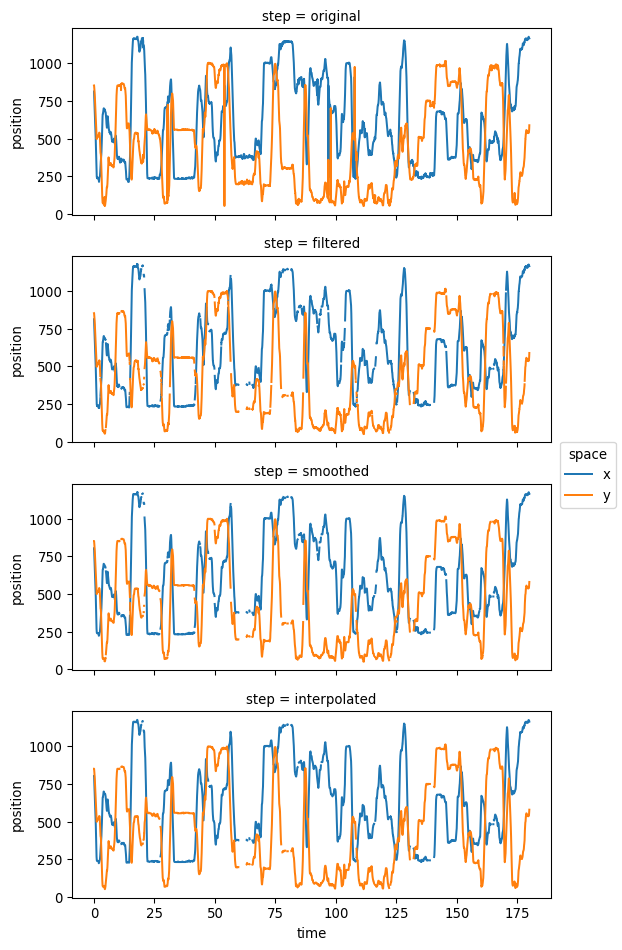 step = original
1000
750
500
250
0
position
step = filtered
1000
750
500
250
0
position
space
x
y
step = smoothed
1000
750
500
250
0
position
step = interpolated
1000
750
500
250
0
position
0 25 50 75 100 125 150 175
time